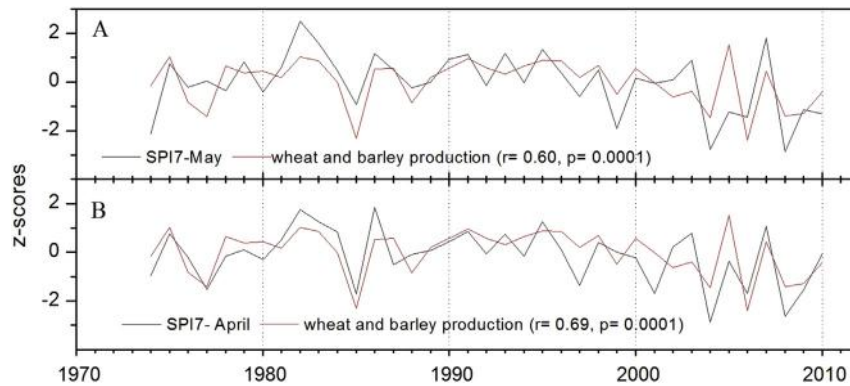 A
2
0
-2
SPI7-May
wheat and barley production (r= 0.60, p= 0.0001)
z-scores
B
2
0
-2
SPI7- April
wheat and barley production (r= 0.69, p= 0.0001)
1970 1980 1990 2000 2010